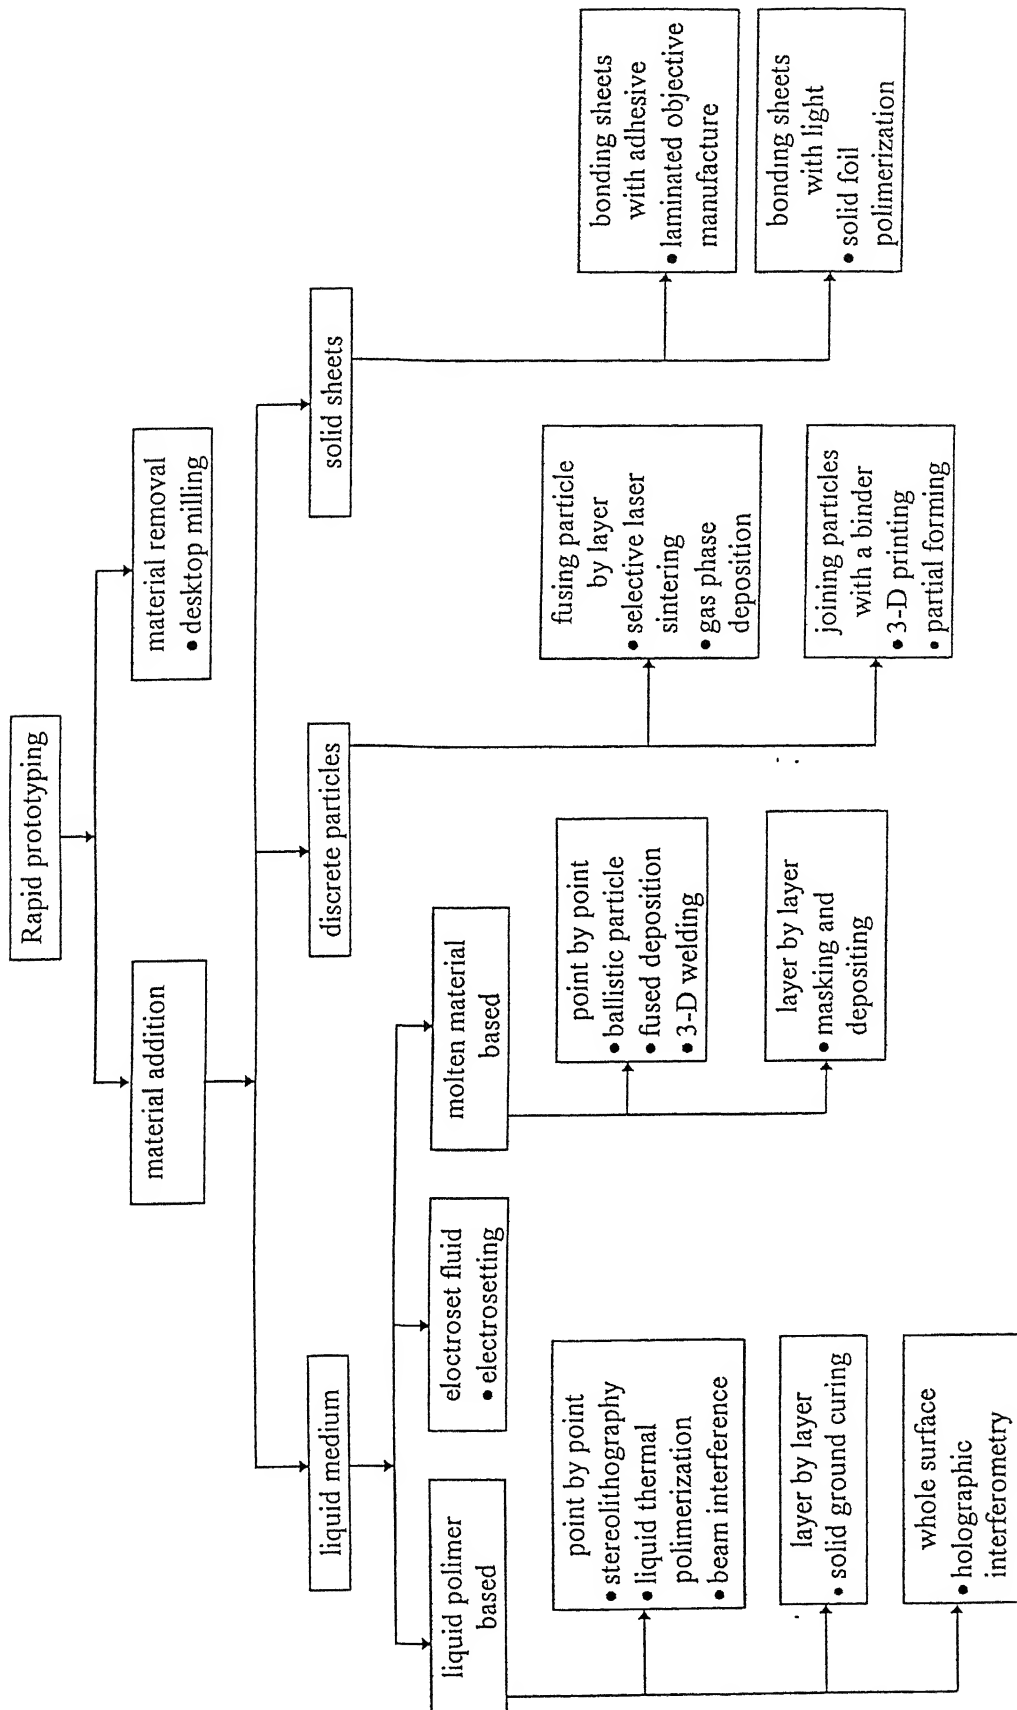 Rapid prototyping
material addition
material removal
• desktop milling
liquid medium
discrete particles
solid sheets
liquid polimer
based
eloctroset fluid
• electrosetting
molten material
based
point by point
• stereolithography
• liquid thermal
polimerization
• beam interference
layer by layer
• solid ground curing
whole surface
• holographic
interferometry
point by point
• ballistic particle
• fused deposition
• 3-D welding
layer by layer
• masking and
depositing
fusing particle
by layer
• selective laser
sintering
• gas phase
deposition
joining particles
with a binder
• 3-D printing
• partial forming
bonding sheets
with adhesive
• laminated objective
manufacture
bonding sheets
with light
• solid foil
polimerization